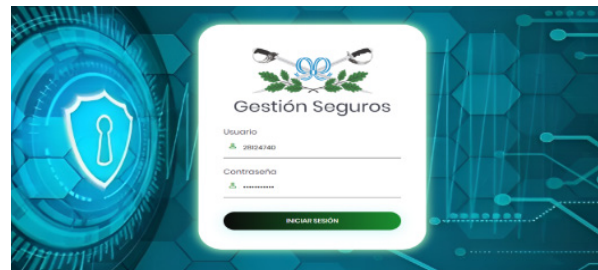 Gestión Seguros
Usuario
28124740
Contraseña
•••••••••••
INICIAR SESIÓN